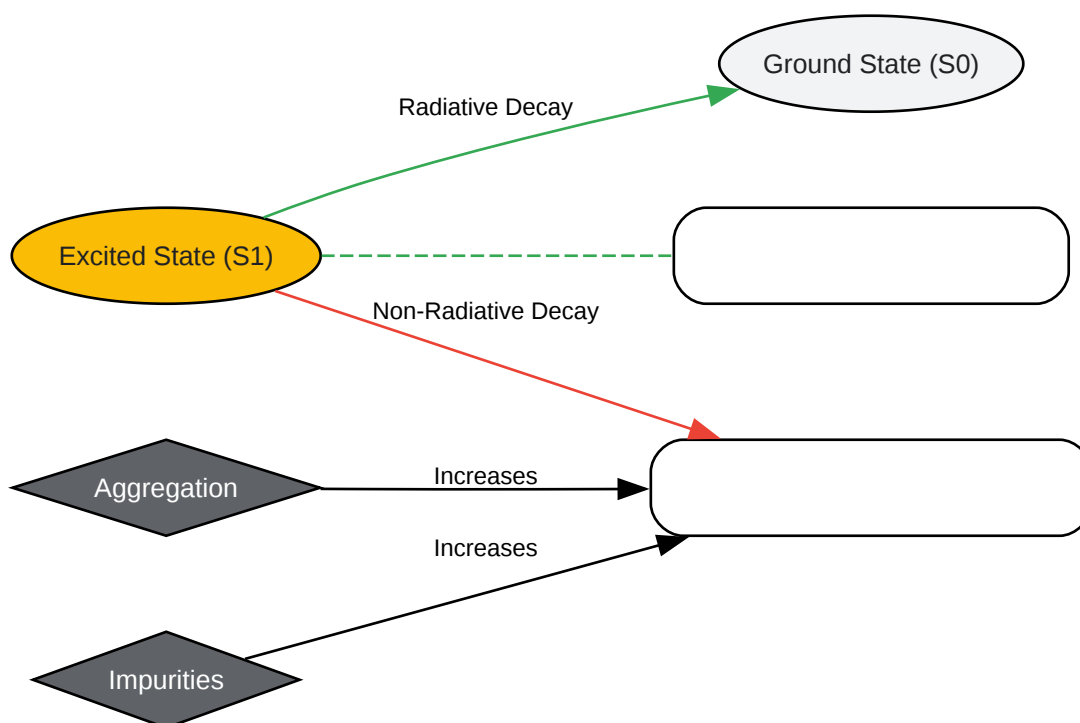 Ground State (S0)
Radiative Decay
Excited State (S1)
Non-Radiative Decay
Aggregation
Increases
Increases
Impurities